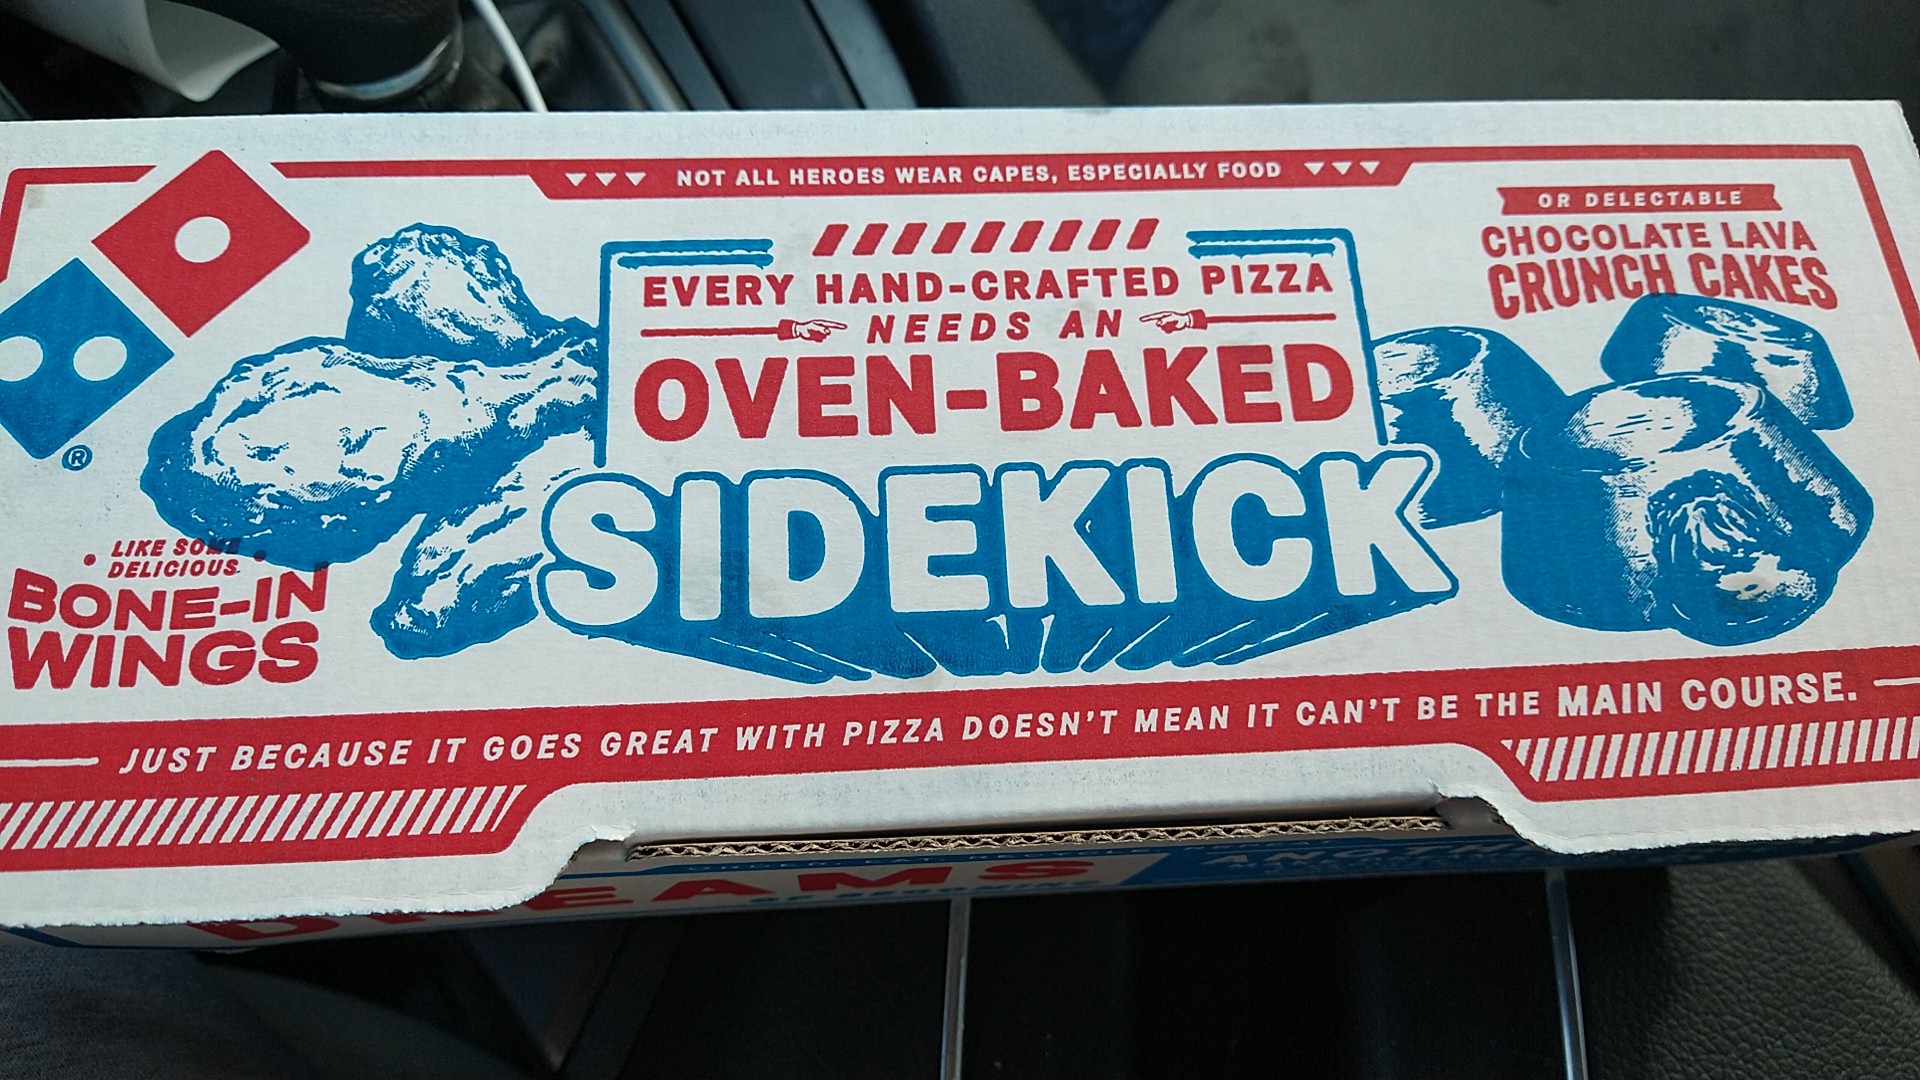 NOT ALL HEROES WEAR CAPES, ESPECIALLY FOOD
EVERY HAND-CRAFTED PIZZA
NEEDS AN
OVEN-BAKED
SIDEKICK
OR DELECTABLE
CHOCOLATE LAVA
CRUNCH CAKES
®
LIKE SOME
DELICIOUS
BONE-IN
WINGS
JUST BECAUSE IT GOES GREAT WITH PIZZA DOESN'T MEAN IT CAN'T BE THE MAIN COURSE.
DREAMS